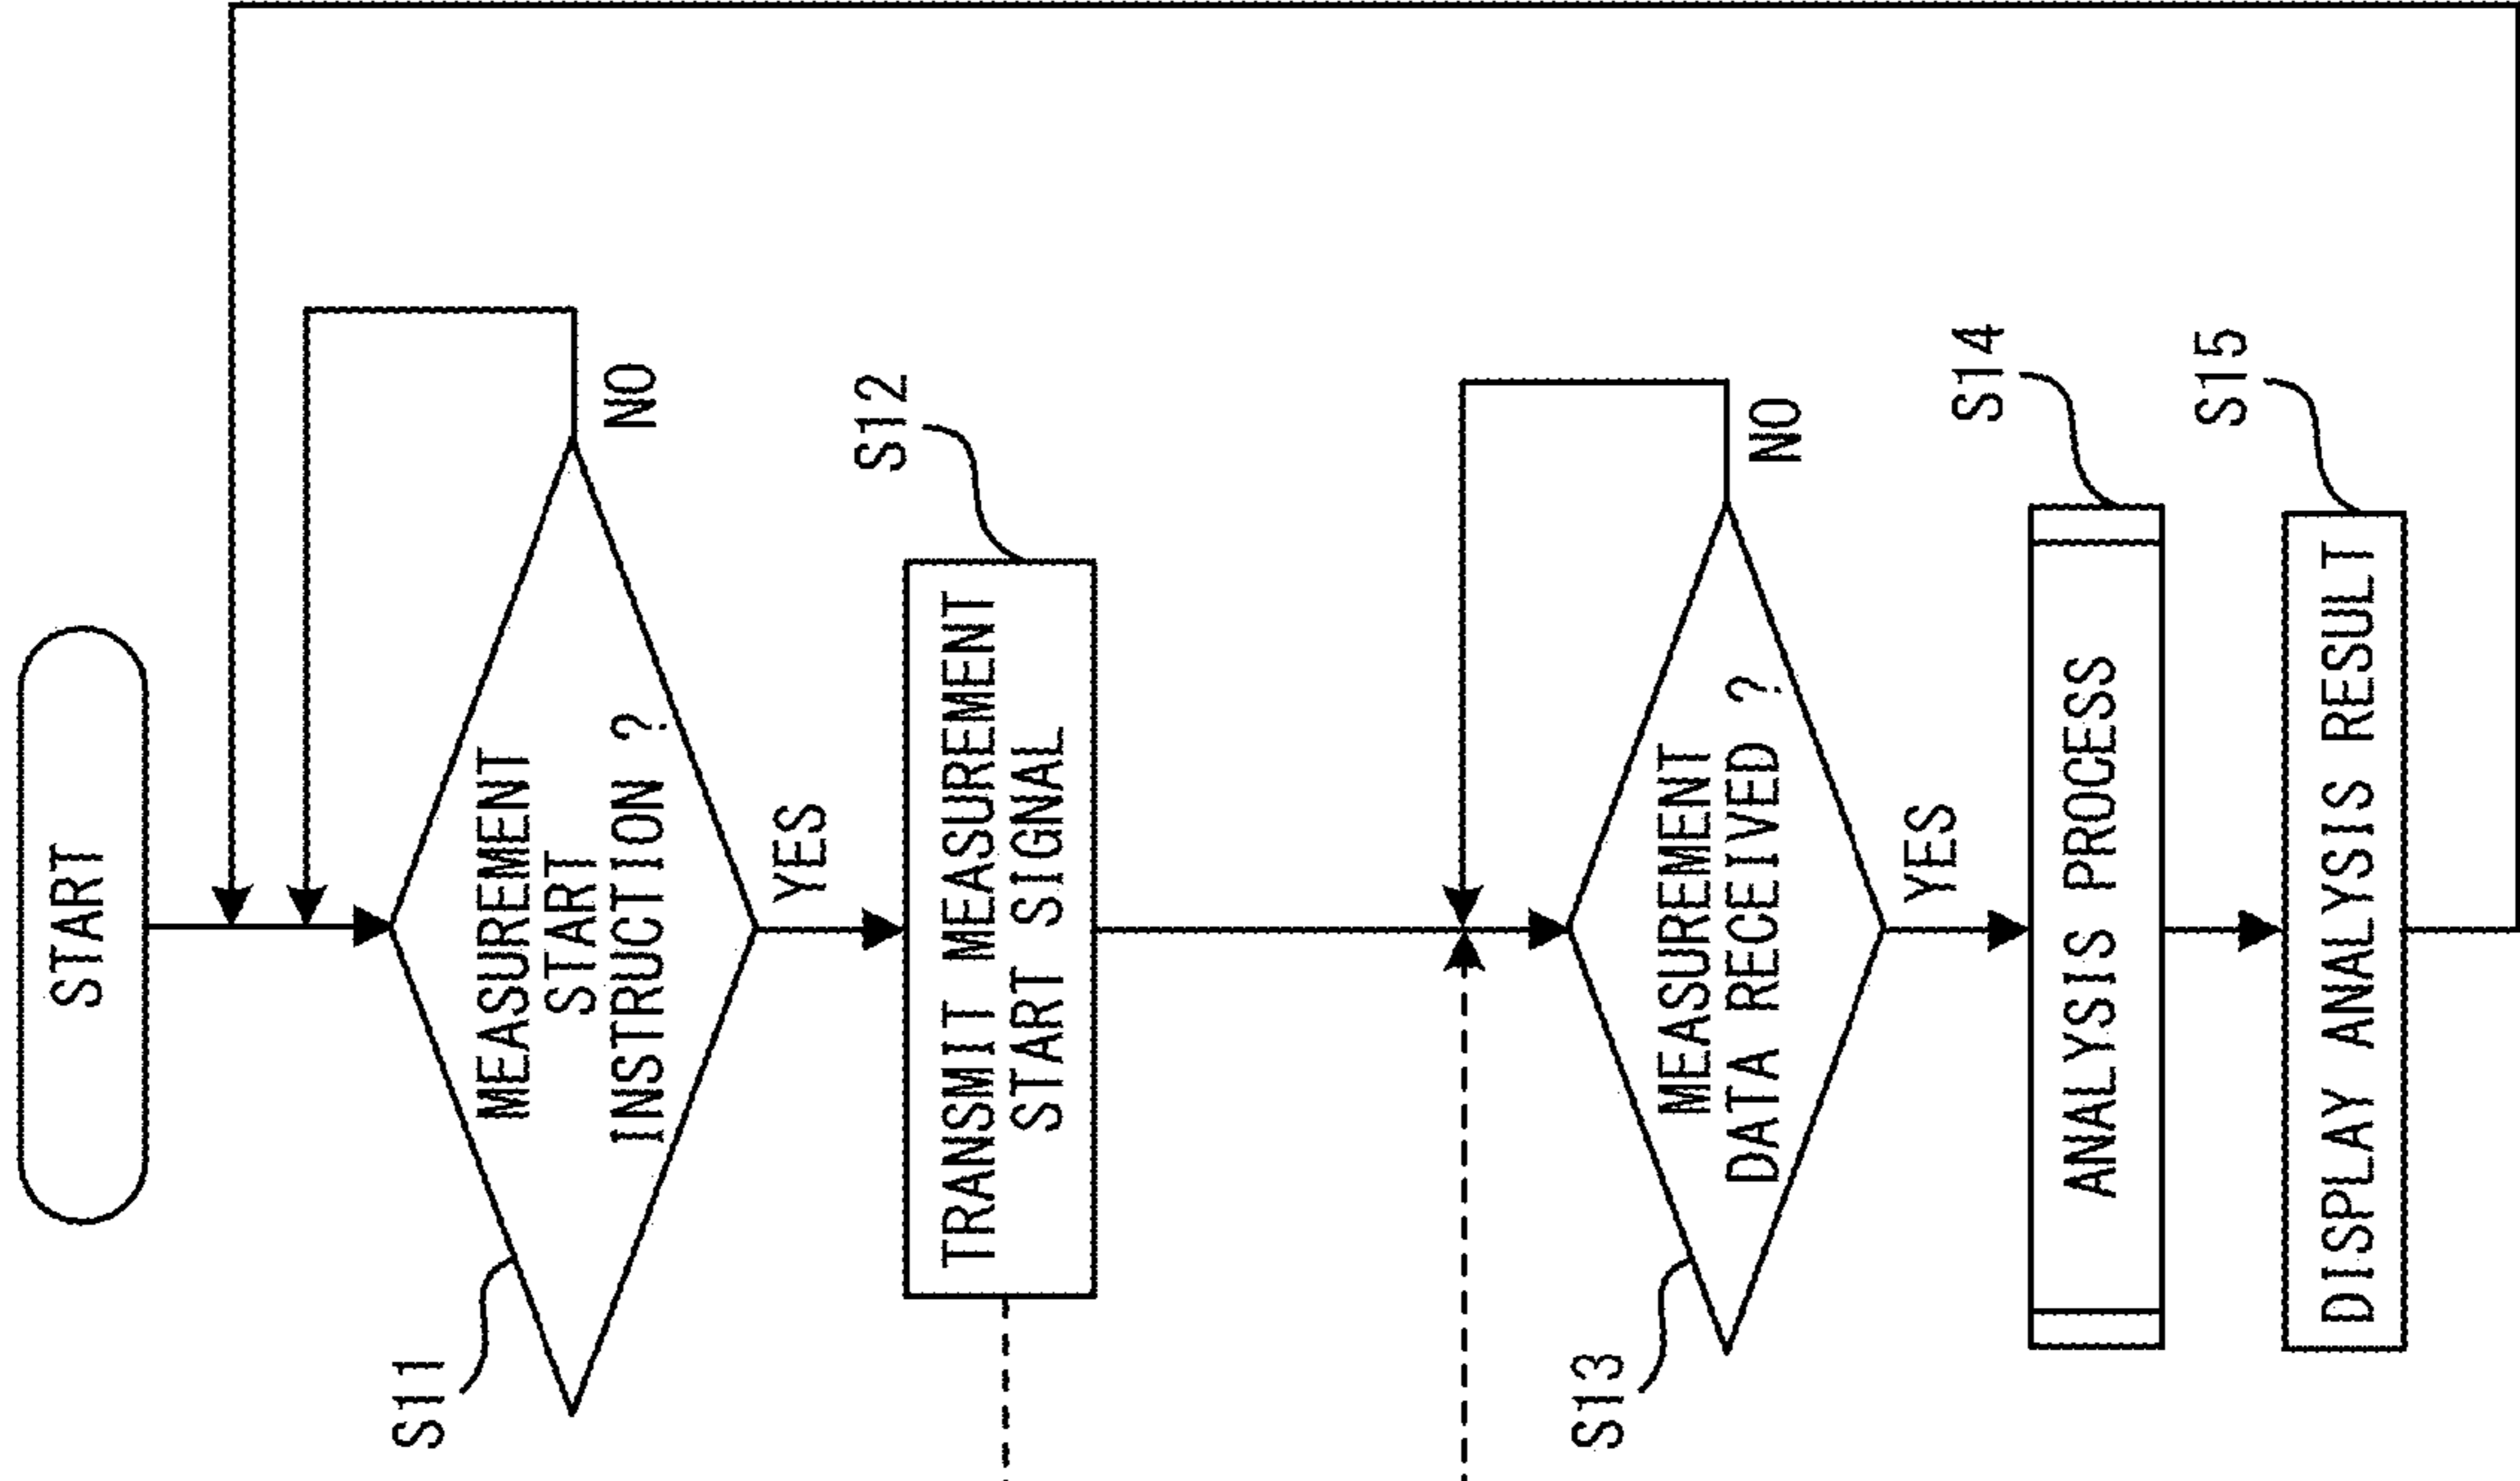 START
S11
MEASUREMENT
START
INSTRUCTION ?
NO
YES
S12
TRANSMIT MEASUREMENT
START SIGNAL
S13
MEASUREMENT
DATA RECEIVED ?
NO
YES
S14
ANALYSIS PROCESS
S15
DISPLAY ANALYSIS RESULT